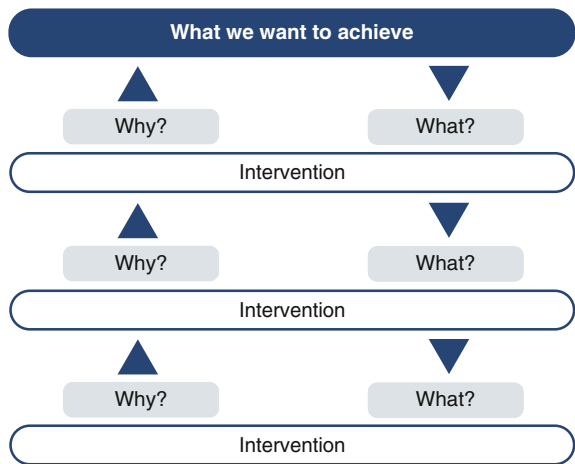 What we want to achieve
Why? What?
Intervention
Why? What?
Intervention
Why? What?
Intervention